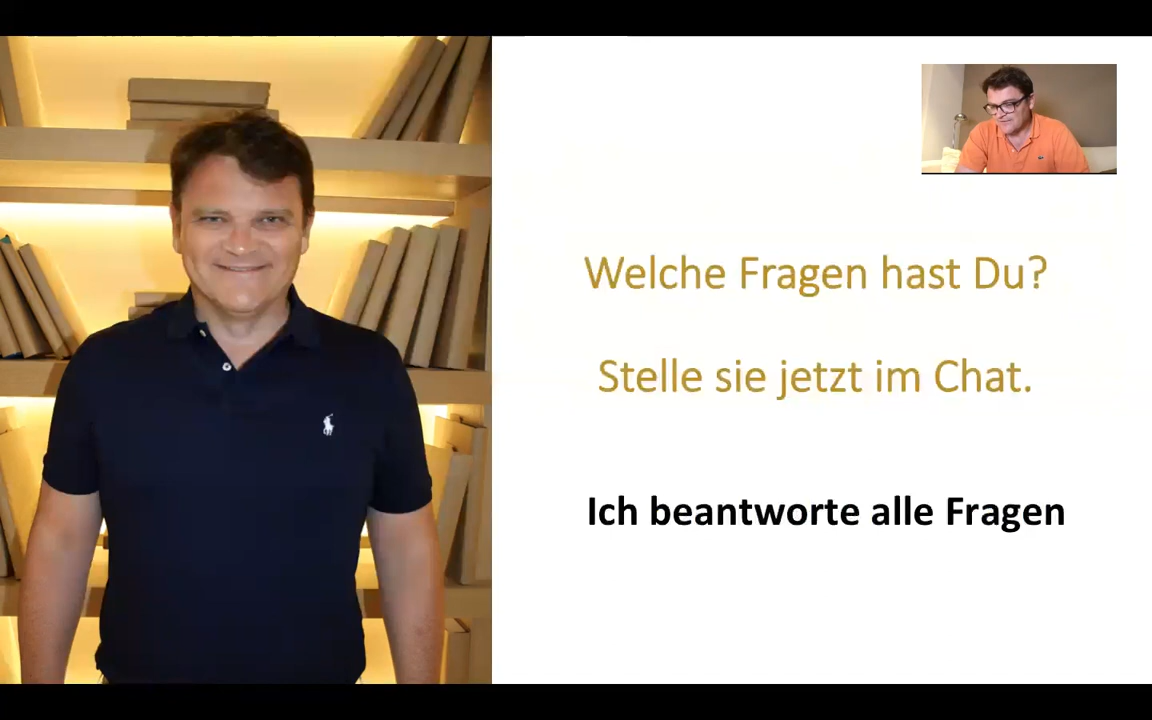 Welche Fragen hast Du?
Stelle sie jetzt im Chat.
Ich beantworte alle Fragen